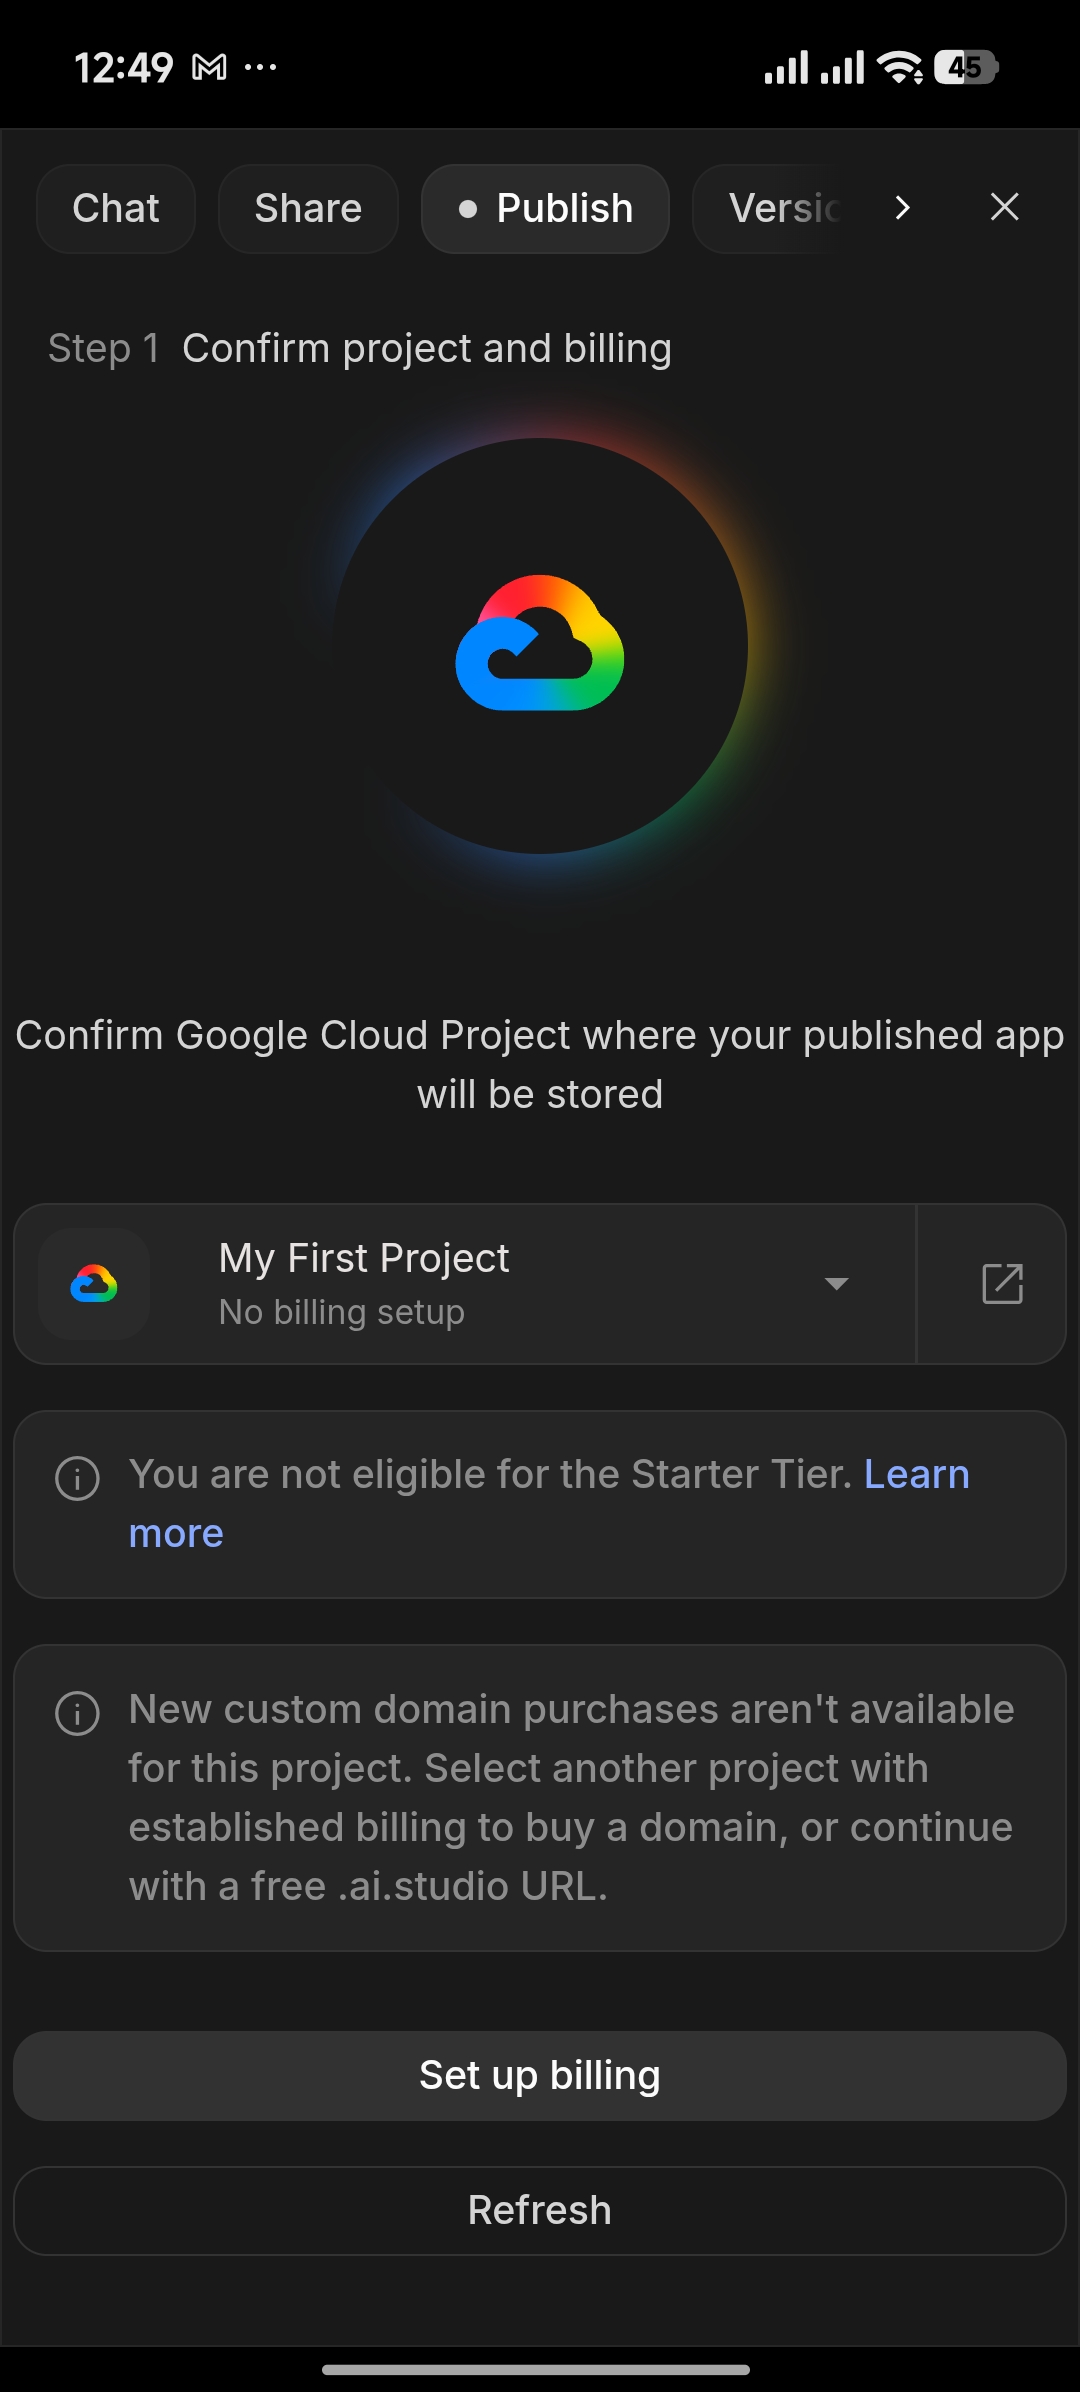 12:49
45
Chat
Share
Publish
Versic
Step 1 Confirm project and billing
Confirm Google Cloud Project where your published app
will be stored
My First Project
No billing setup
You are not eligible for the Starter Tier. Learn
more
New custom domain purchases aren't available
for this project. Select another project with
established billing to buy a domain, or continue
with a free .ai.studio URL.
Set up billing
Refresh